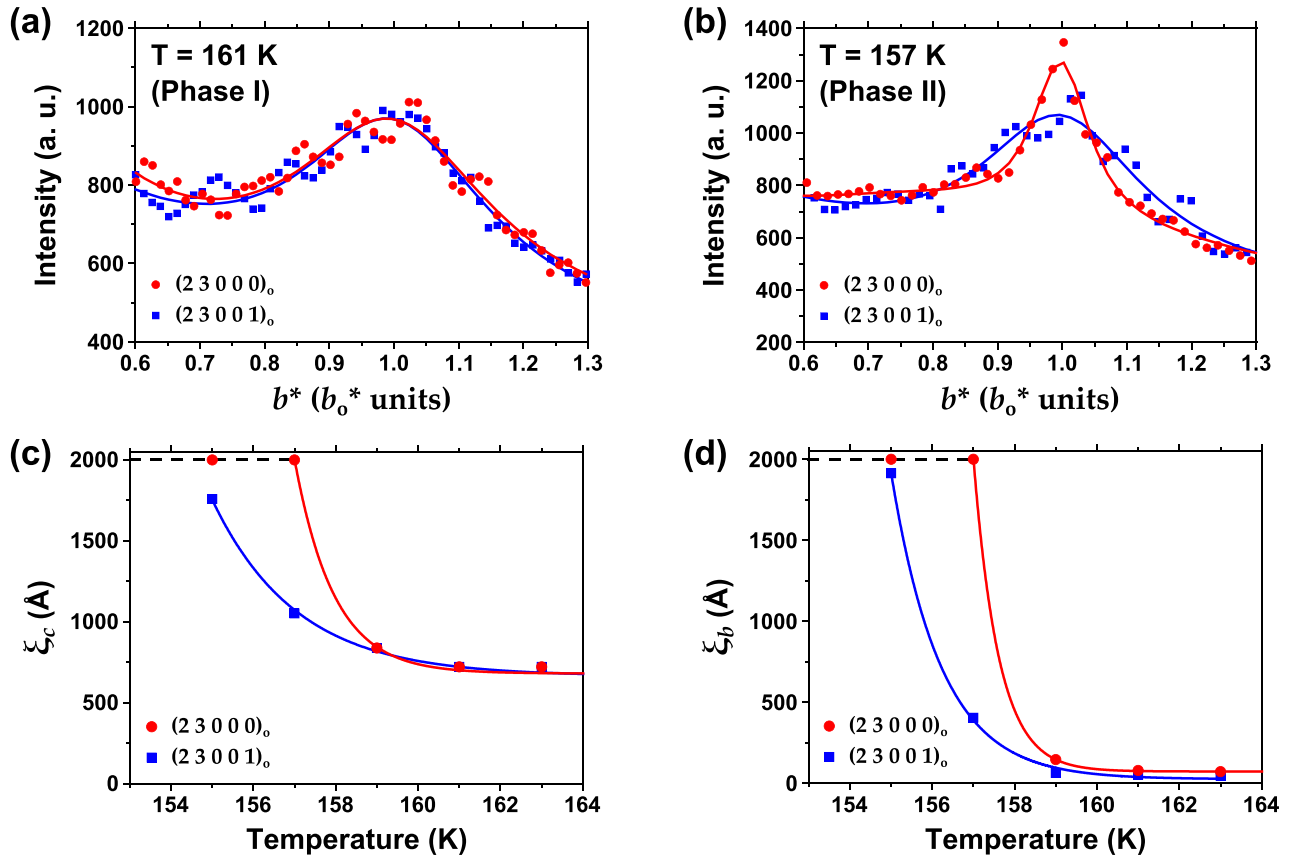 (a)
T = 161 K
(Phase I)
Intensity (a. u.)
1200
1000
800
600
400
(2 3 0 0 0)ₒ
(2 3 0 0 1)ₒ
0.6 0.7 0.8 0.9 1.0 1.1 1.2 1.3
b* (bₒ* units)
(b)
T = 157 K
(Phase II)
Intensity (a. u.)
1400
1200
1000
800
600
400
200
(2 3 0 0 0)ₒ
(2 3 0 0 1)ₒ
0.6 0.7 0.8 0.9 1.0 1.1 1.2 1.3
b* (bₒ* units)
(c)
ξc (Å)
2000
1500
1000
500
0
(2 3 0 0 0)ₒ
(2 3 0 0 1)ₒ
154 156 158 160 162 164
Temperature (K)
(d)
ξb (Å)
2000
1500
1000
500
0
(2 3 0 0 0)ₒ
(2 3 0 0 1)ₒ
154 156 158 160 162 164
Temperature (K)